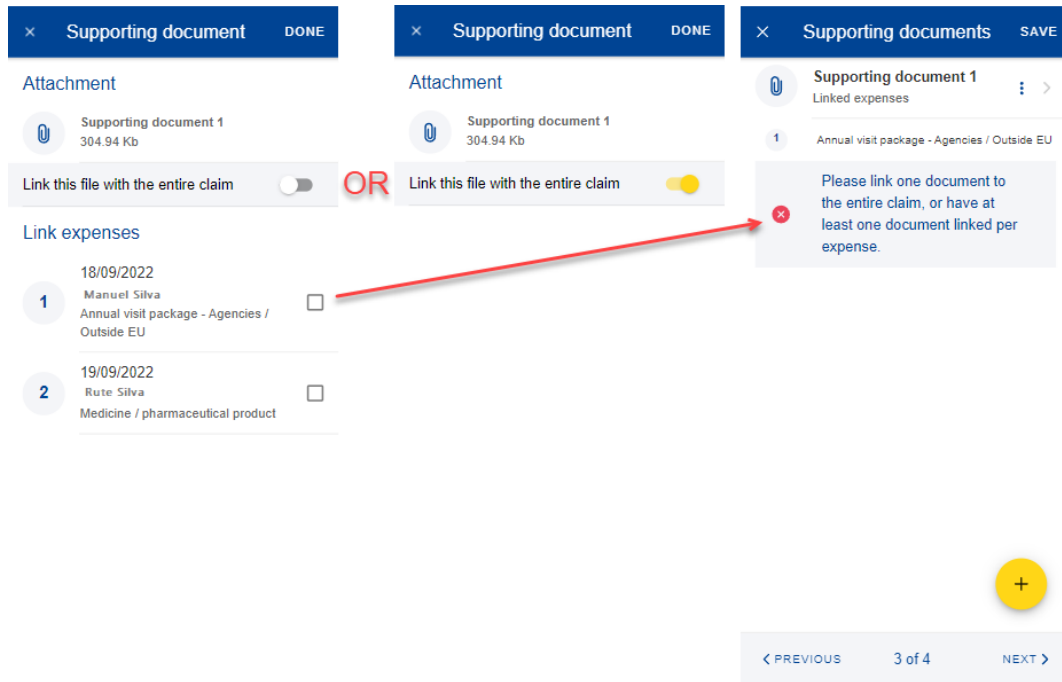 × Supporting document DONE
Attachment
Supporting document 1
304.94 Kb
Link this file with the entire claim
Link expenses
1
18/09/2022
Manuel Silva
Annual visit package - Agencies /
Outside EU
2
19/09/2022
Rute Silva
Medicine / pharmaceutical product
OR
× Supporting document DONE
Attachment
Supporting document 1
304.94 Kb
Link this file with the entire claim
× Supporting documents SAVE
Supporting document 1
Linked expenses
1 Annual visit package - Agencies / Outside EU
Please link one document to
the entire claim, or have at
least one document linked per
expense.
+
PREVIOUS 3 of 4 NEXT